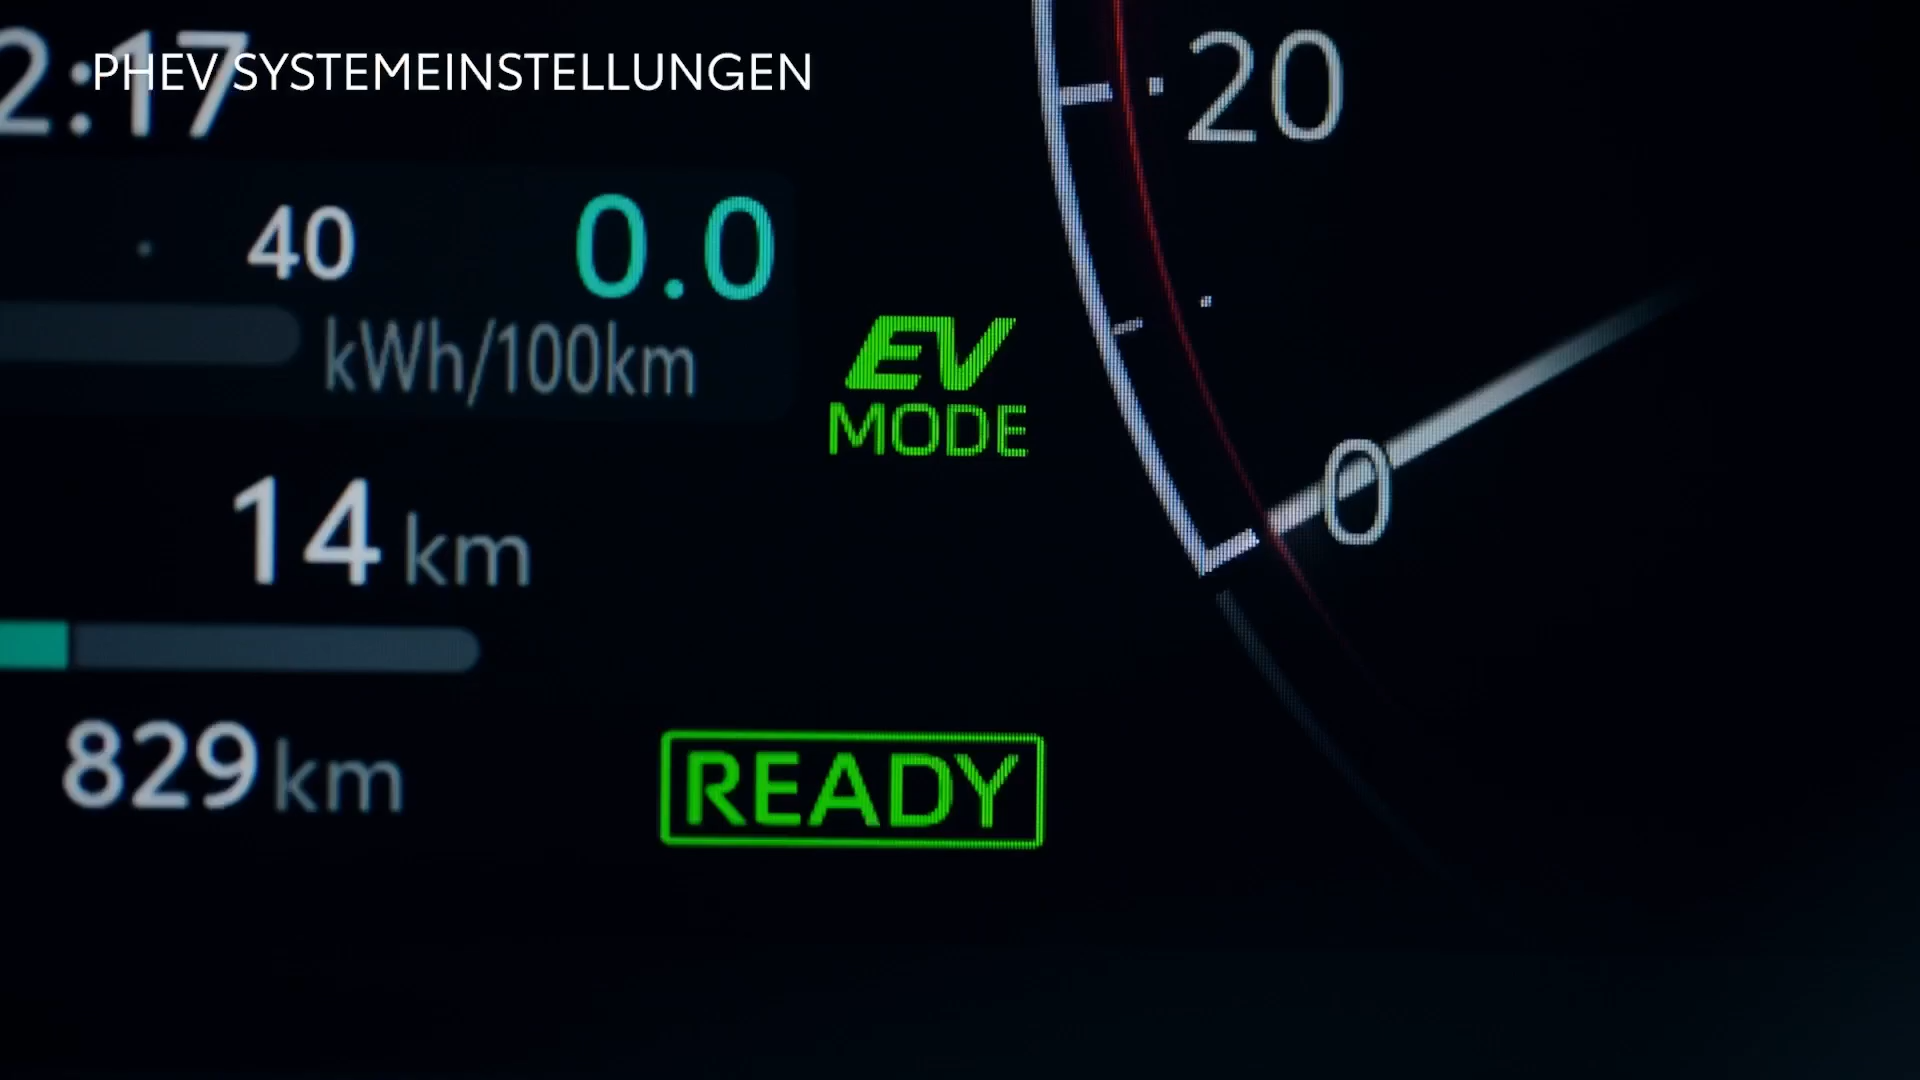 PHEV SYSTEMEINSTELLUNGEN
2:17
20
40
0.0
kWh/100km
EV
MODE
14 km
0
829 km
READY